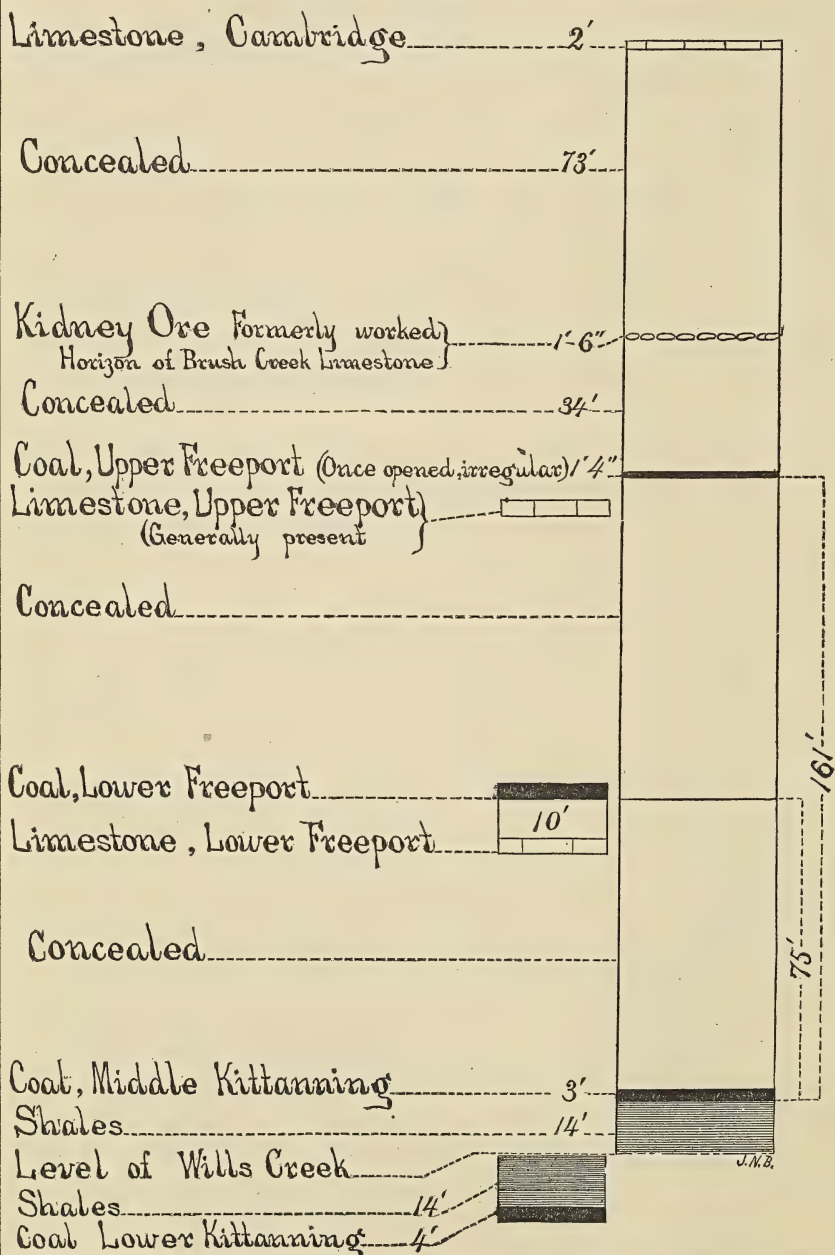 Limestone, Cambridge 2'
Concealed 73'
Kidney Ore Formerly worked} 1'-6"
Horizon of Brush Creek Limestone}
Concealed 34'
Coal, Upper Freeport (Once opened, irregular) 1'4"
Limestone, Upper Freeport}
(Generally present
Concealed
161'
Coal, Lower Freeport
10'
Limestone, Lower Freeport
Concealed
75'
Coal, Middle Kittanning 3'
Shales 14'
Level of Wills Creek
J.N.B.
Shales 14'
Coal Lower Kittanning 4'